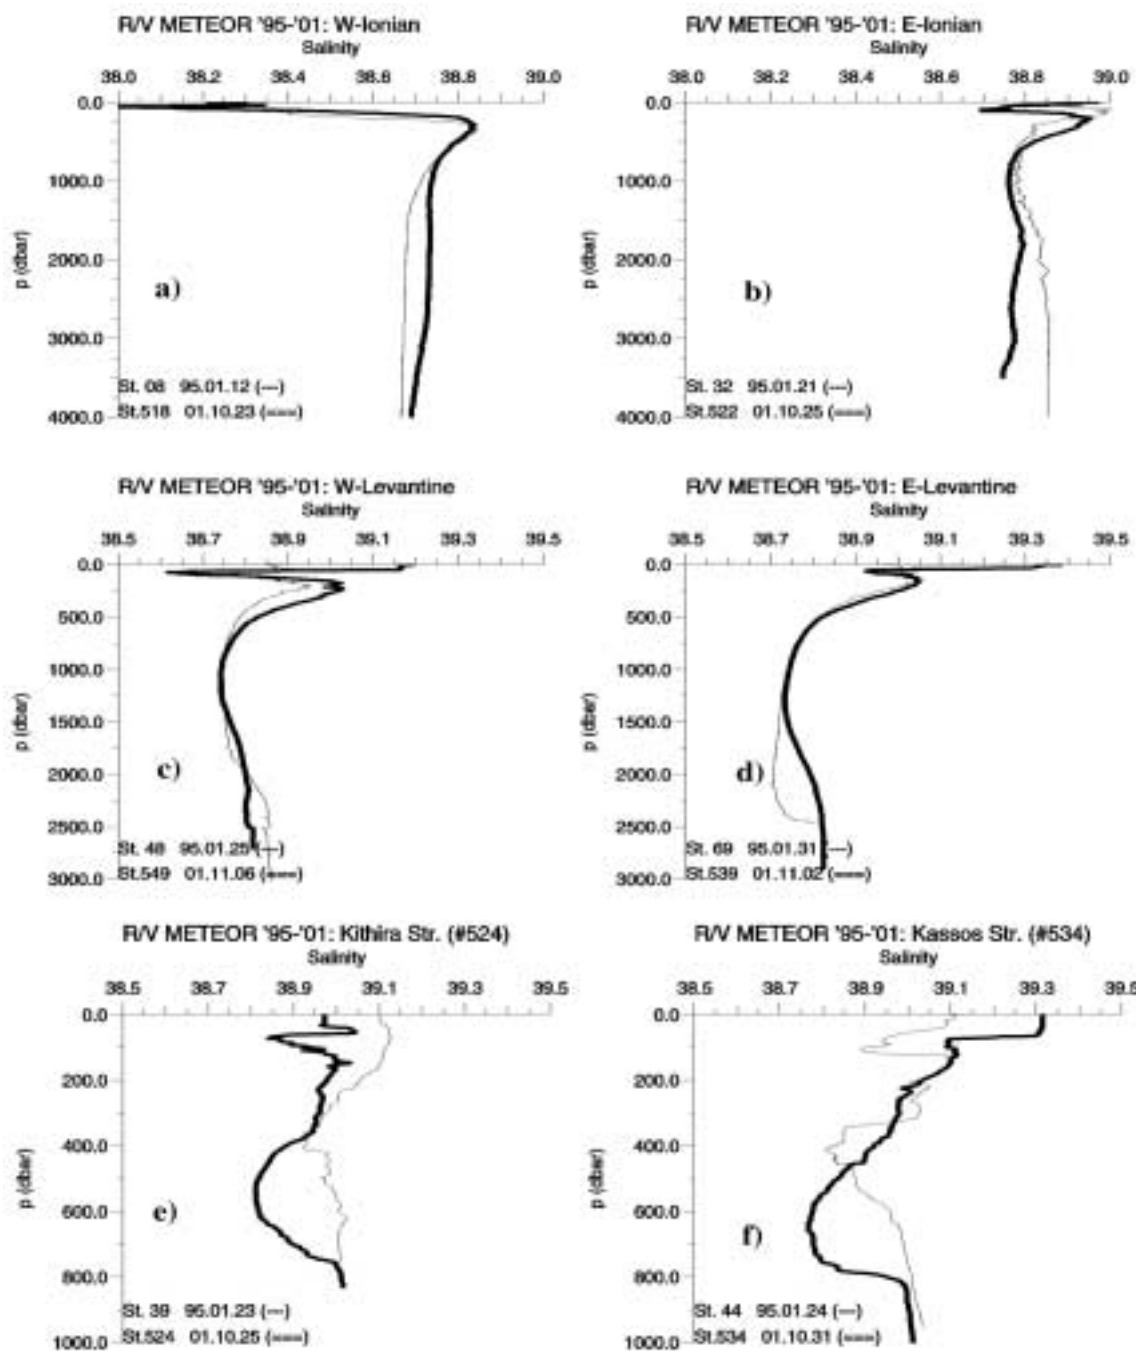 R/V METEOR '95-'01: W-Ionian
Salinity
38.0 38.2 38.4 38.6 38.8 39.0
0.0
1000.0
2000.0
3000.0
4000.0
p (dbar)
a)
St. 08 95.01.12 (---)
St.518 01.10.23 (===)
R/V METEOR '95-'01: E-Ionian
Salinity
38.0 38.2 38.4 38.6 38.8 39.0
0.0
1000.0
2000.0
3000.0
4000.0
p (dbar)
b)
St. 32 95.01.21 (---)
St.522 01.10.25 (===)
R/V METEOR '95-'01: W-Levantine
Salinity
38.5 38.7 38.9 39.1 39.3 39.5
0.0
500.0
1000.0
1500.0
2000.0
2500.0
3000.0
p (dbar)
c)
St. 48 95.01.25 (---)
St.549 01.11.06 (===)
R/V METEOR '95-'01: E-Levantine
Salinity
38.5 38.7 38.9 39.1 39.3 39.5
0.0
500.0
1000.0
1500.0
2000.0
2500.0
3000.0
p (dbar)
d)
St. 69 95.01.31 (---)
St.539 01.11.02 (===)
R/V METEOR '95-'01: Kithira Str. (#524)
Salinity
38.5 38.7 38.9 39.1 39.3 39.5
0.0
200.0
400.0
600.0
800.0
1000.0
p (dbar)
e)
St. 39 95.01.23 (---)
St.524 01.10.25 (===)
R/V METEOR '95-'01: Kassos Str. (#534)
Salinity
38.5 38.7 38.9 39.1 39.3 39.5
0.0
200.0
400.0
600.0
800.0
1000.0
p (dbar)
f)
St. 44 95.01.24 (---)
St.534 01.10.31 (===)